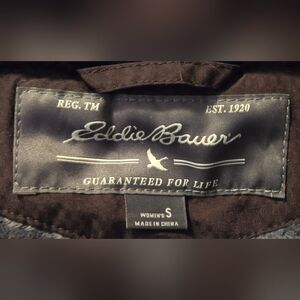 REG. TM EST. 1920
Eddie Bauer
GUARANTEED FOR LIFE
WOMEN'S S
MADE IN CHINA